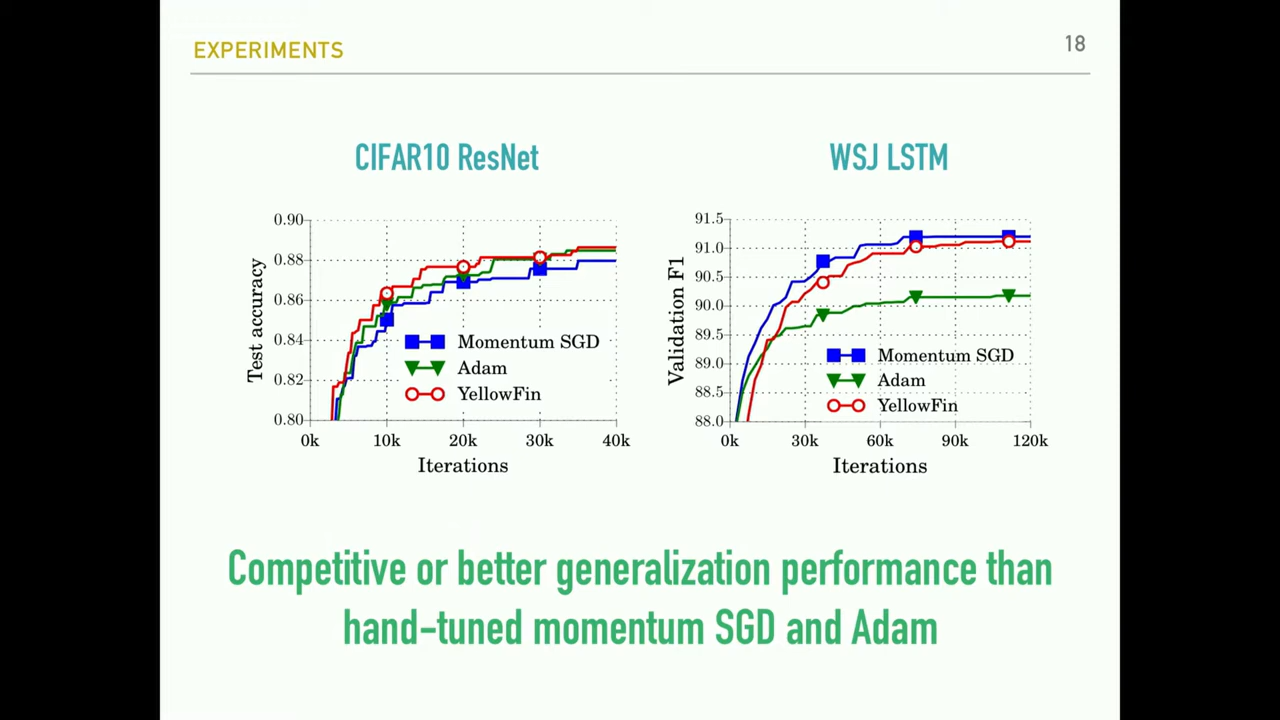 EXPERIMENTS
18
CIFAR10 ResNet
WSJ LSTM
0.90
0.88
0.86
0.84
0.82
0.80
Test accuracy
Momentum SGD
Adam
YellowFin
0k 10k 20k 30k 40k
Iterations
91.5
91.0
90.5
90.0
89.5
89.0
88.5
88.0
Validation F1
Momentum SGD
Adam
YellowFin
0k 30k 60k 90k 120k
Iterations
Competitive or better generalization performance than
hand-tuned momentum SGD and Adam